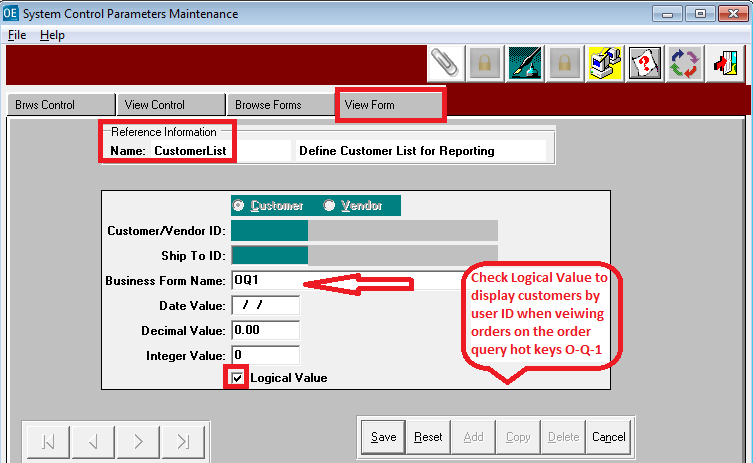 OE System Control Parameters Maintenance
File Help
Brws Control View Control Browse Forms View Form
Reference Information
Name: CustomerList Define Customer List for Reporting
Customer Vendor
Customer/Vendor ID:
Ship To ID:
Business Form Name: OQ1
Date Value: / /
Decimal Value: 0.00
Integer Value: 0
Logical Value
Check Logical Value to
display customers by
user ID when veiwing
orders on the order
query hot keys O-Q-1
Save Reset Add Copy Delete Cancel